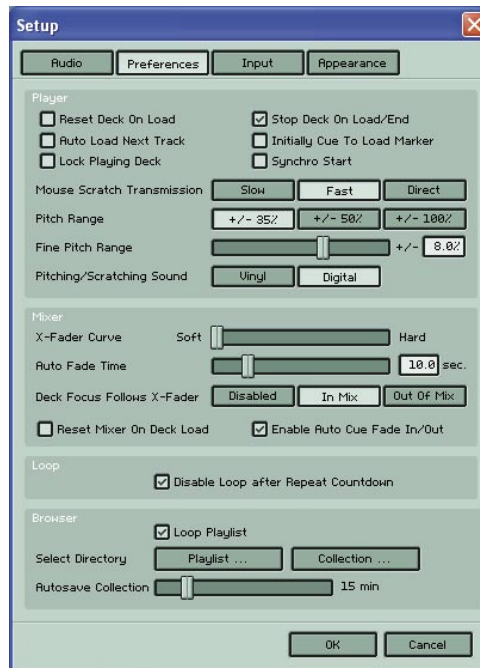 Setup
Audio Preferences Input Appearance
Player
Reset Deck On Load Stop Deck On Load/End
Auto Load Next Track Initially Cue To Load Marker
Lock Playing Deck Synchro Start
Mouse Scratch Transmission Slow Fast Direct
Pitch Range +/- 35% +/- 50% +/- 100%
Fine Pitch Range +/- 8.0%
Pitching/Scratching Sound Vinyl Digital
Mixer
X-Fader Curve Soft Hard
Auto Fade Time 10.0 sec.
Deck Focus Follows X-Fader Disabled In Mix Out Of Mix
Reset Mixer On Deck Load Enable Auto Cue Fade In/Out
Loop
Disable Loop after Repeat Countdown
Browser
Loop Playlist
Select Directory Playlist ... Collection ...
Autosave Collection 15 min
OK Cancel